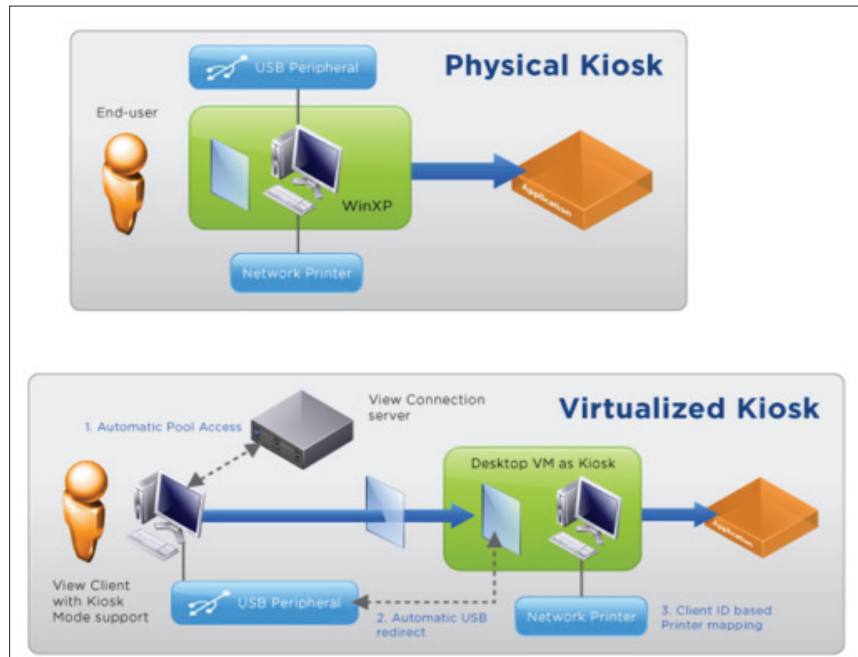 USB Peripheral
Physical Kiosk
End-user
WinXP
Application
Network Printer
View Connection
server
Virtualized Kiosk
1. Automatic Pool Access
Desktop VM as Kiosk
Application
View Client
with Kiosk
Mode support
USB Peripheral
2. Automatic USB
redirect
Network Printer
3. Client ID based
Printer mapping